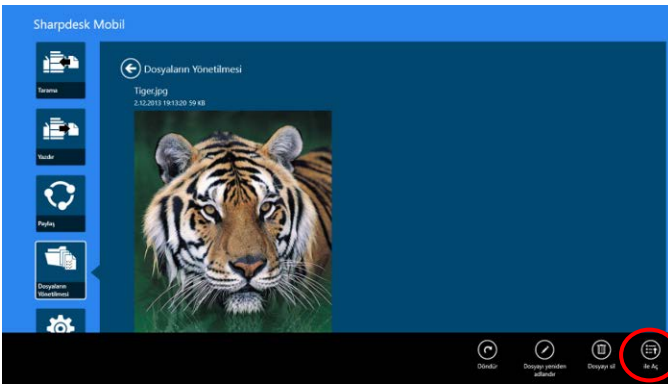 Sharpdesk Mobil
Tarama
Yazdır
Paylaş
Dosyaların
Yönetilmesi
Dosyaların Yönetilmesi
Tiger.jpg
2.12.2013 19:13:20 59 KB
Döndür
Dosyayı yeniden
adlandır
Dosyayı sil
ile Aç